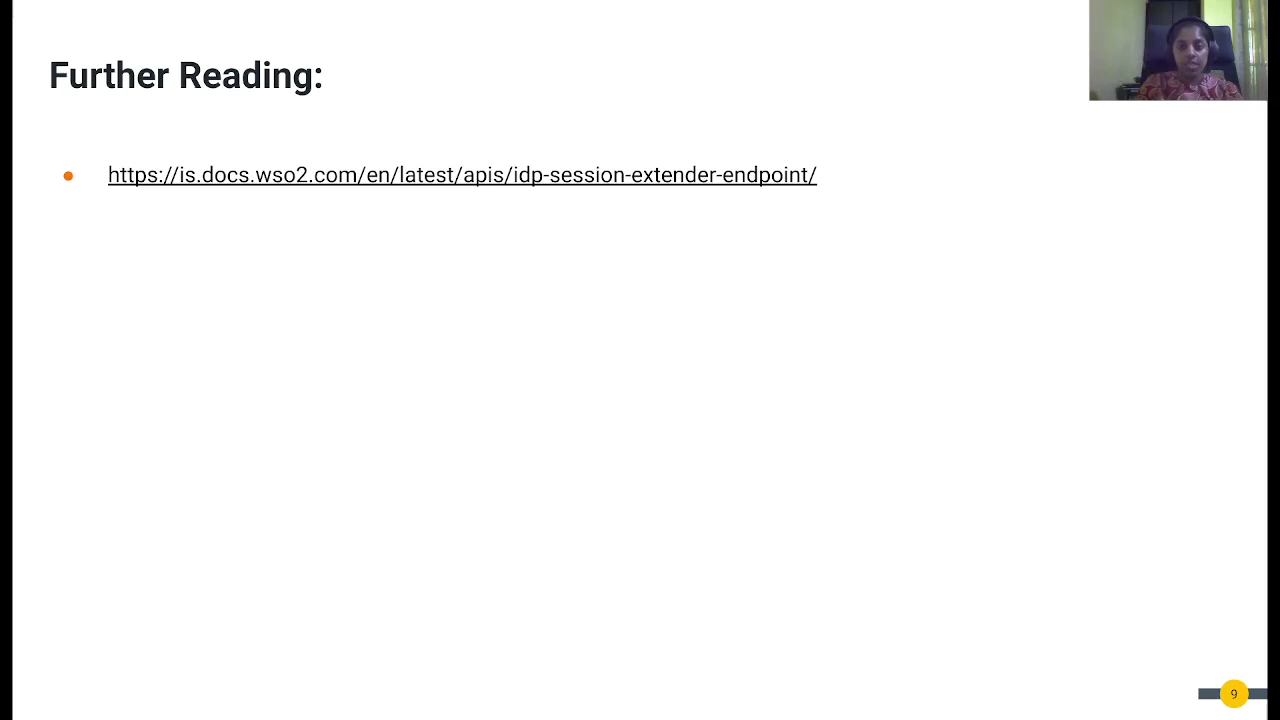 Further Reading:
https://is.docs.wso2.com/en/latest/apis/idp-session-extender-endpoint/
9